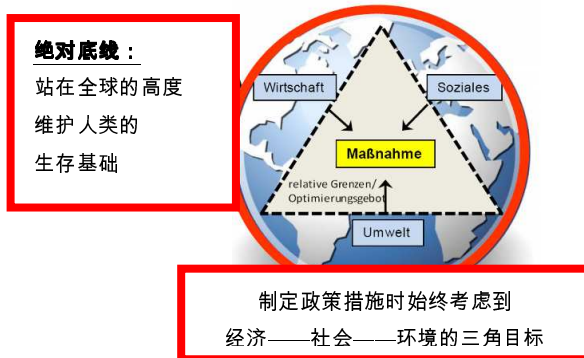 绝对底线：
站在全球的高度
维护人类的
生存基础
Wirtschaft
Soziales
Maßnahme
relative Grenzen/
Optimierungsgebot
Umwelt
制定政策措施时始终考虑到
经济——社会——环境的三角目标